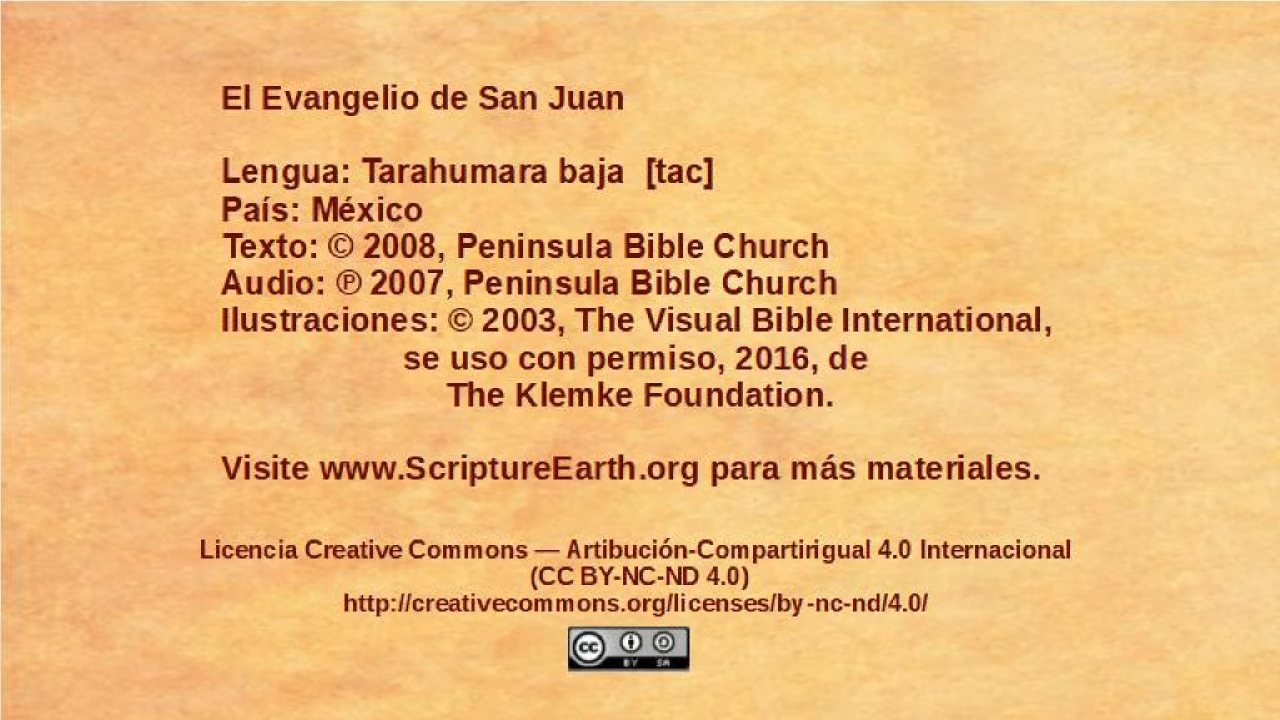 El Evangelio de San Juan
Lengua: Tarahumara baja [tac]
País: México
Texto: © 2008, Peninsula Bible Church
Audio: ℗ 2007, Peninsula Bible Church
Ilustraciones: © 2003, The Visual Bible International,
se uso con permiso, 2016, de
The Klemke Foundation.
Visite www.ScriptureEarth.org para más materiales.
Licencia Creative Commons — Artibución-Compartirigual 4.0 Internacional
(CC BY-NC-ND 4.0)
http://creativecommons.org/licenses/by-nc-nd/4.0/
cc BY SA